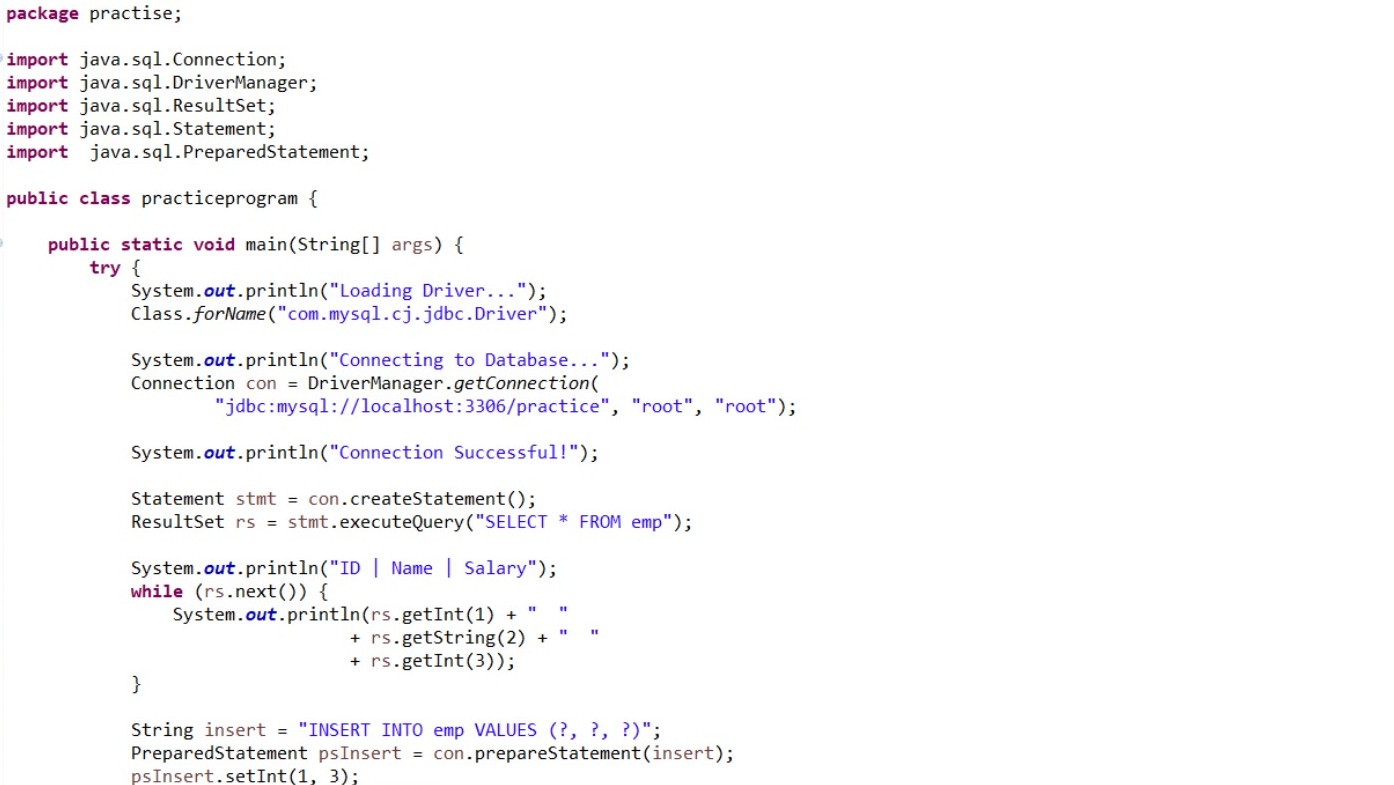 package practise;
import java.sql.Connection;
import java.sql.DriverManager;
import java.sql.ResultSet;
import java.sql.Statement;
import  java.sql.PreparedStatement;
public class practiceprogram {
    public static void main(String[] args) {
        try {
            System.out.println("Loading Driver...");
            Class.forName("com.mysql.cj.jdbc.Driver");
            System.out.println("Connecting to Database...");
            Connection con = DriverManager.getConnection(
                    "jdbc:mysql://localhost:3306/practice", "root", "root");
            System.out.println("Connection Successful!");
            Statement stmt = con.createStatement();
            ResultSet rs = stmt.executeQuery("SELECT * FROM emp");
            System.out.println("ID | Name | Salary");
            while (rs.next()) {
                System.out.println(rs.getInt(1) + "  "
                                 + rs.getString(2) + "  "
                                 + rs.getInt(3));
            }
            String insert = "INSERT INTO emp VALUES (?, ?, ?)";
            PreparedStatement psInsert = con.prepareStatement(insert);
            psInsert.setInt(1, 3);